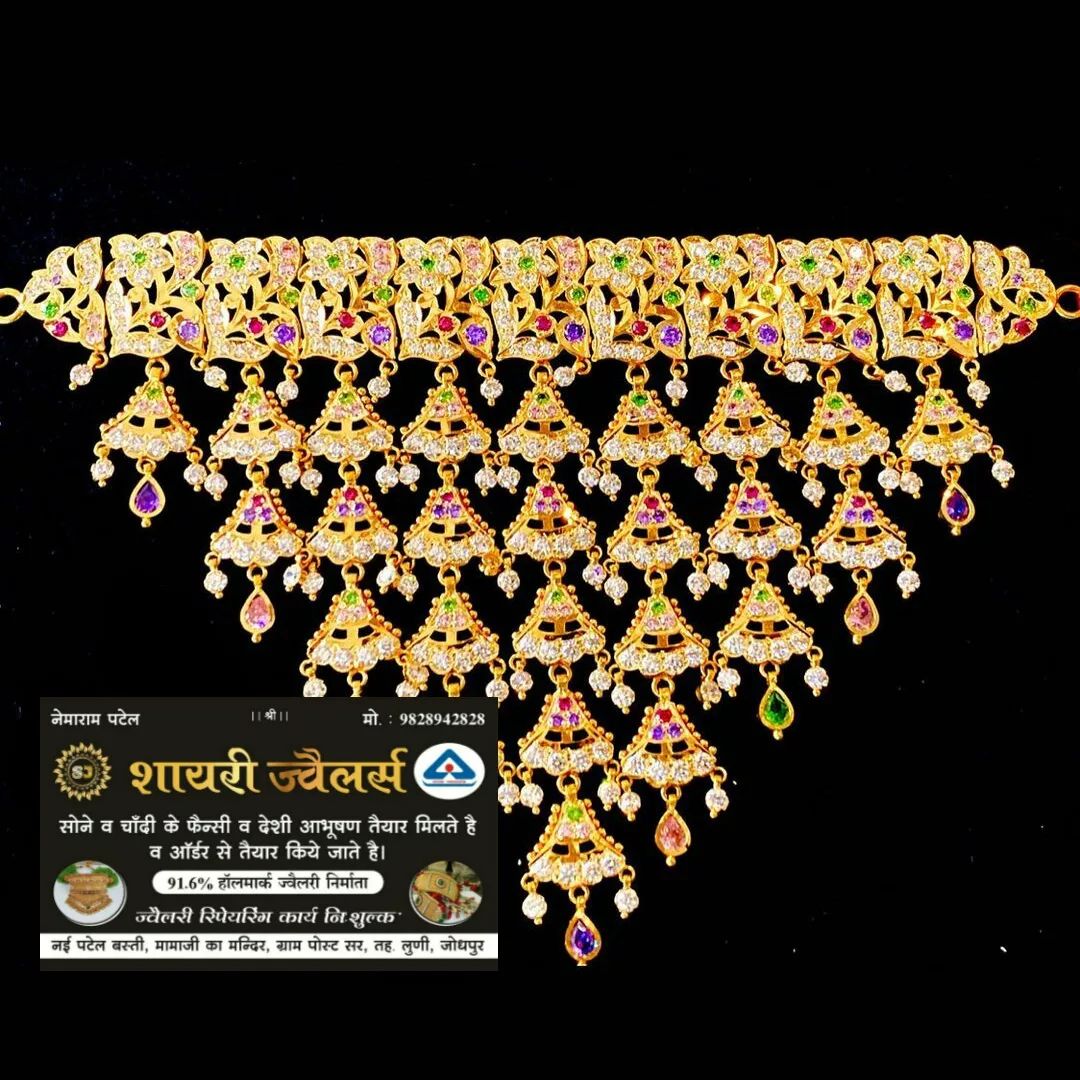 नेमाराम पटेल ||श्री|| मो. : 9828942828
SJ शायरी ज्वैलर्स
सोने व चाँदी के फैन्सी व देशी आभूषण तैयार मिलते है
व ऑर्डर से तैयार किये जाते है।
91.6% हॉलमार्क ज्वैलरी निर्माता
ज्वैलरी रिपेयरिंग कार्य निःशुल्क
नई पटेल बस्ती, मामाजी का मन्दिर, ग्राम पोस्ट सर, तह. लुणी, जोधपुर